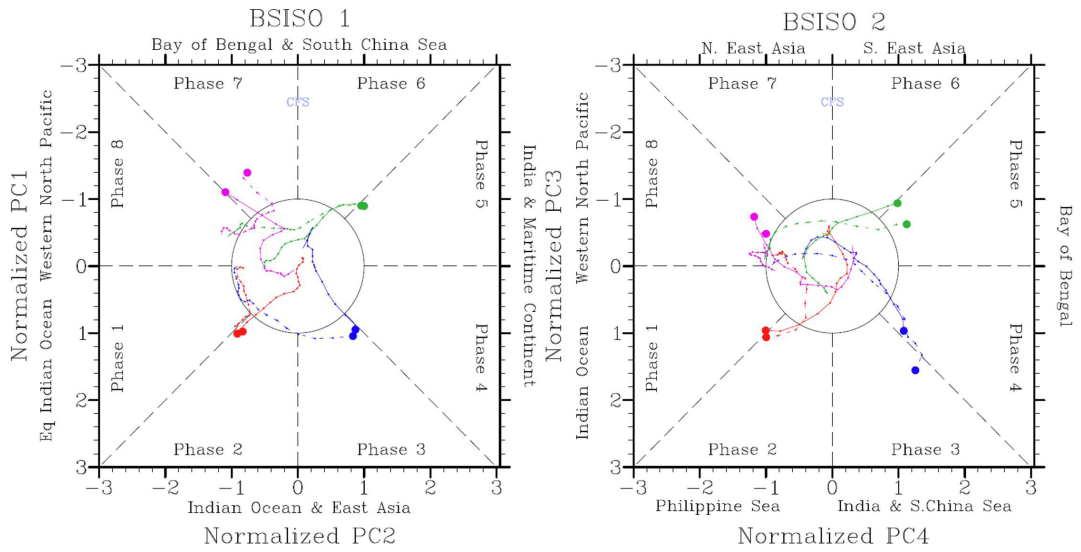 BSISO 1
Bay of Bengal & South China Sea
Phase 7
Phase 6
CFS
Phase 8
Phase 5
Phase 1
Phase 4
Phase 2
Phase 3
Normalized PC1
Eq Indian Ocean
Western North Pacific
India & Maritime Continent
-3
-2
-1
0
1
2
3
-3
-2
-1
0
1
2
3
Indian Ocean & East Asia
Normalized PC2
BSISO 2
N. East Asia
S. East Asia
Phase 7
Phase 6
CFS
Phase 8
Phase 5
Phase 1
Phase 4
Phase 2
Phase 3
Normalized PC3
Indian Ocean
Western North Pacific
Bay of Bengal
-3
-2
-1
0
1
2
3
-3
-2
-1
0
1
2
3
Philippine Sea
India & S.China Sea
Normalized PC4